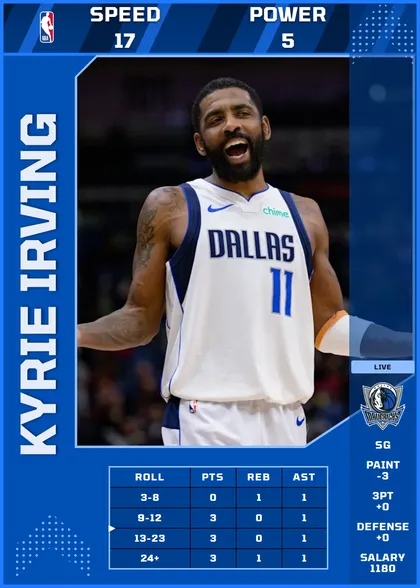 SPEED POWER
17 5
KYRIE IRVING
chime
DALLAS
11
LIVE
SG
PAINT
-3
3PT
+0
DEFENSE
+0
SALARY
1180
ROLL PTS REB AST
3-8 0 1 1
9-12 3 0 1
13-23 3 0 1
24+ 3 1 1